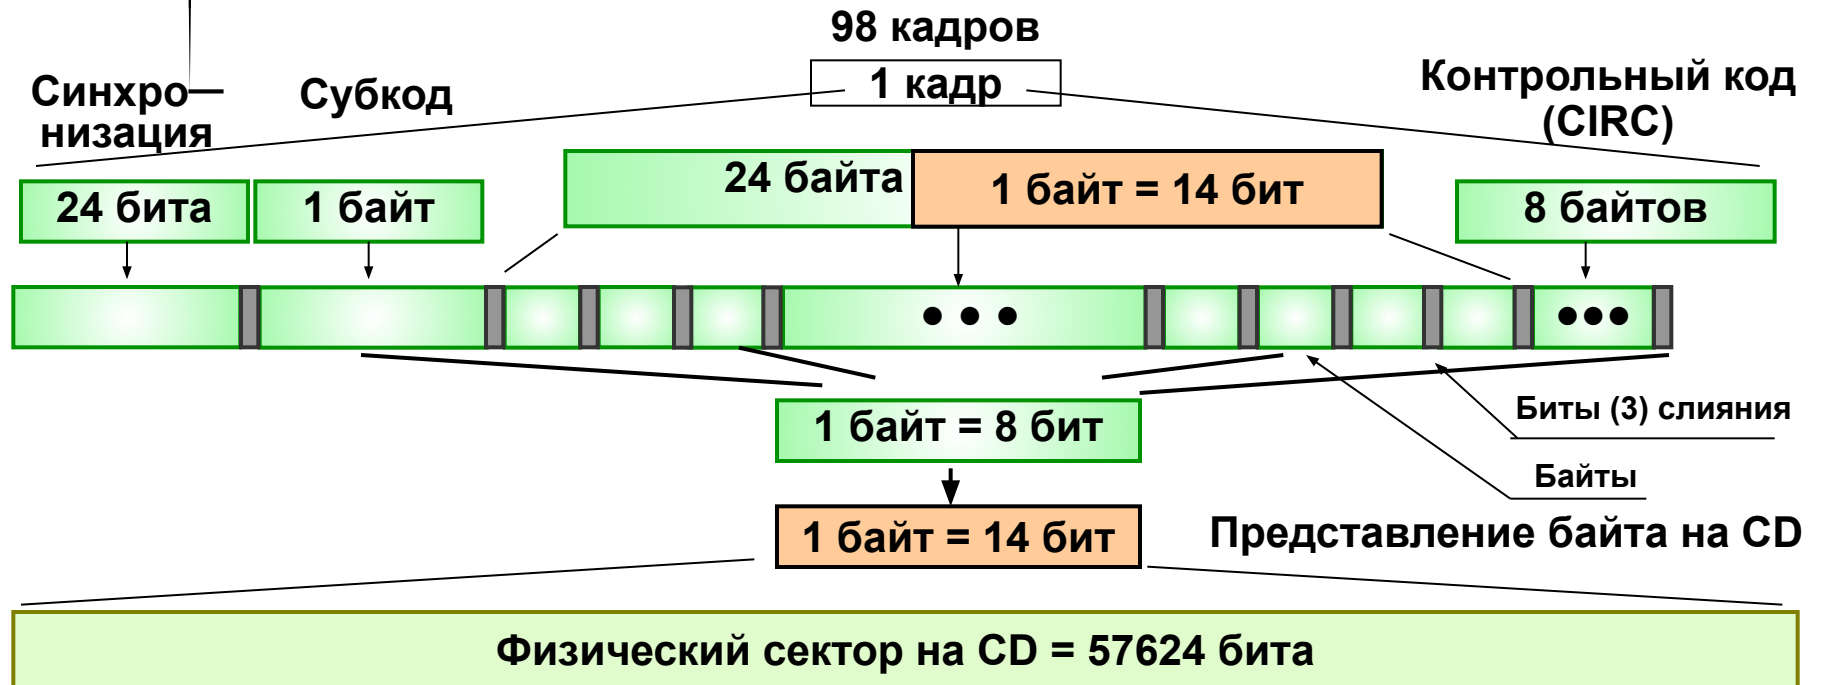 98 кадров
1 кадр
Синхро—
низация
Субкод
Контрольный код
(CIRC)
24 бита
1 байт
24 байта
1 байт = 14 бит
8 байтов
1 байт = 8 бит
Биты (3) слияния
Байты
1 байт = 14 бит
Представление байта на CD
Физический сектор на CD = 57624 бита